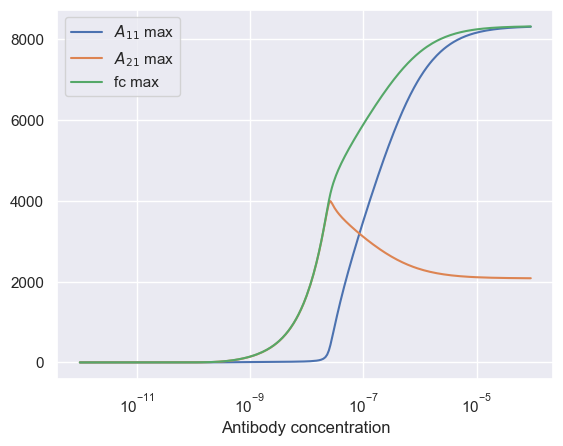 A₁₁ max
A₂₁ max
fc max
8000
6000
4000
2000
0
10⁻¹¹ 10⁻⁹ 10⁻⁷ 10⁻⁵
Antibody concentration